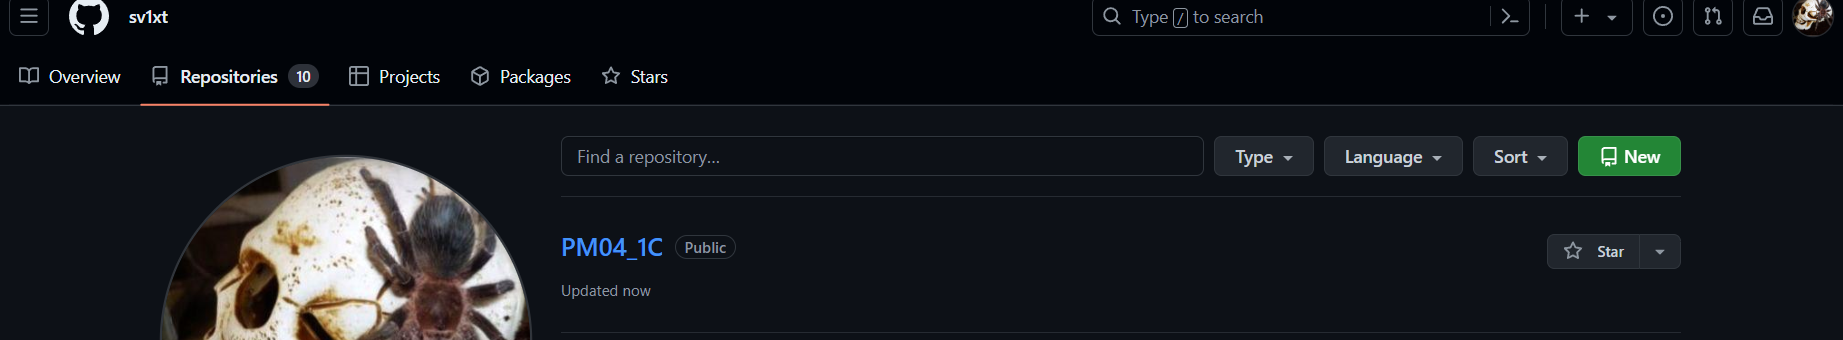 sv1xt
Type / to search
Overview
Repositories 10
Projects
Packages
Stars
Find a repository...
Type
Language
Sort
New
PM04_1C Public
Star
Updated now